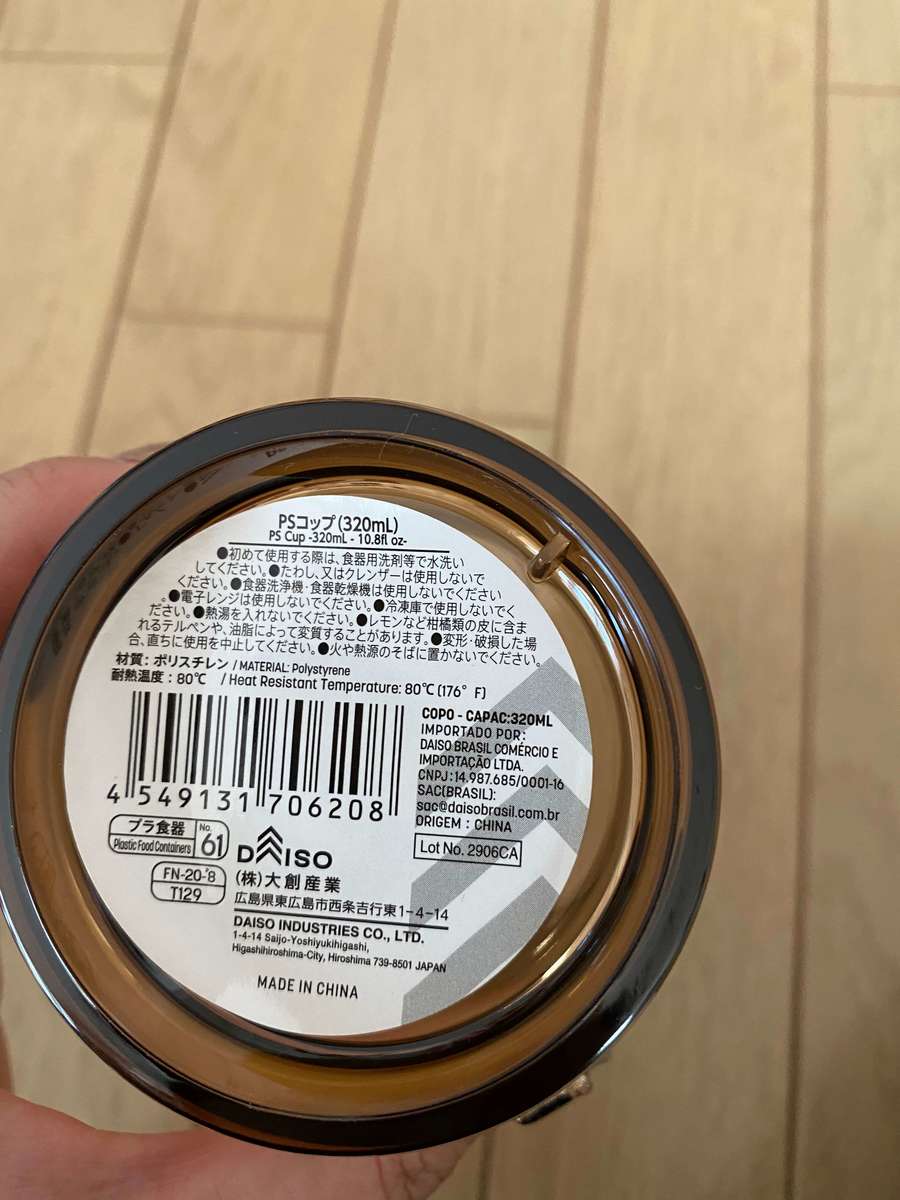 PSコップ(320mL)
PS Cup -320mL - 10.8fl oz-
●初めて使用する際は、食器用洗剤等で水洗い
してください。●たわし、又はクレンザーは使用しないで
ください。●食器洗浄機・食器乾燥機は使用しないでください
。●電子レンジは使用しないでください。●冷凍庫で使用しないでく
ださい。●熱湯を入れないでください。●レモンなど柑橘類の皮に含ま
れるテルペンや、油脂によって変質することがあります。●変形・破損した場
合、直ちに使用を中止してください。●火や熱源のそばに置かないでください。
材質：ポリスチレン / MATERIAL: Polystyrene
耐熱温度：80℃ / Heat Resistant Temperature: 80℃ (176°F)
4 549131 706208
COPO - CAPAC:320ML
IMPORTADO POR:
DAISO BRASIL COMÉRCIO E
IMPORTAÇÃO LTDA.
CNPJ:14.987.685/0001-16
SAC(BRASIL):
sac@daisobrasil.com.br
ORIGEM : CHINA
Lot No. 2906CA
プラ食器
Plastic Food Containers
No.
61
FN-20-'8
T129
DAISO
(株)大創産業
広島県東広島市西条吉行東1-4-14
DAISO INDUSTRIES CO., LTD.
1-4-14 Saijo-Yoshiyukihigashi,
Higashihiroshima-City, Hiroshima 739-8501 JAPAN
MADE IN CHINA